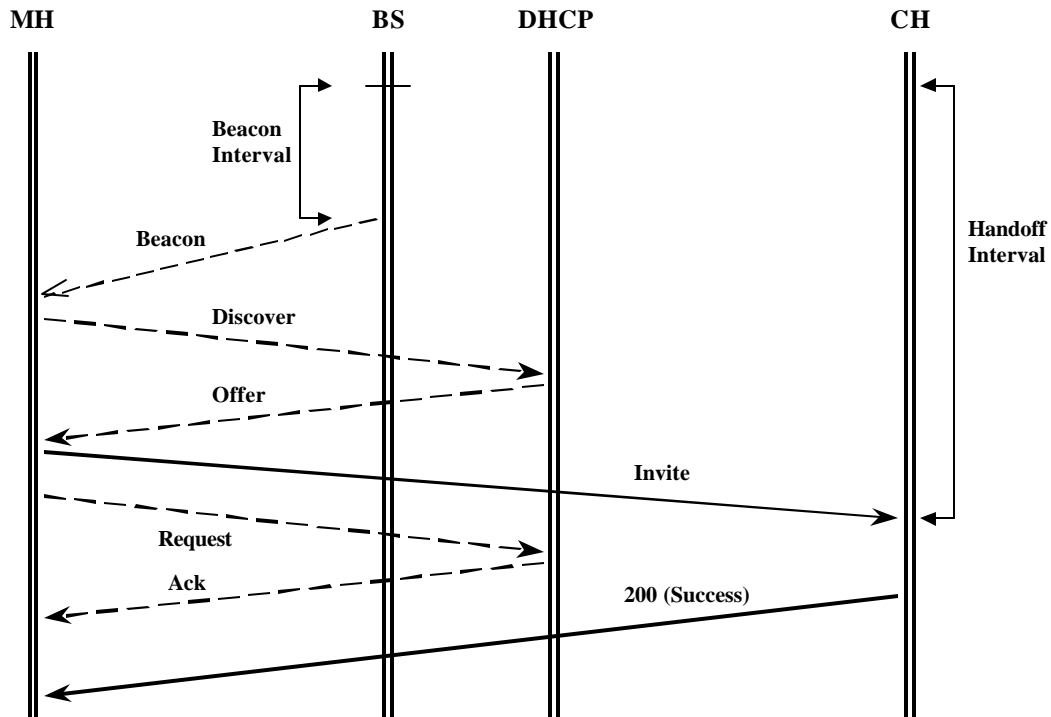 MH
BS
DHCP
CH
Beacon
Interval
Beacon
Handoff
Interval
Discover
Offer
Invite
Request
Ack
200 (Success)